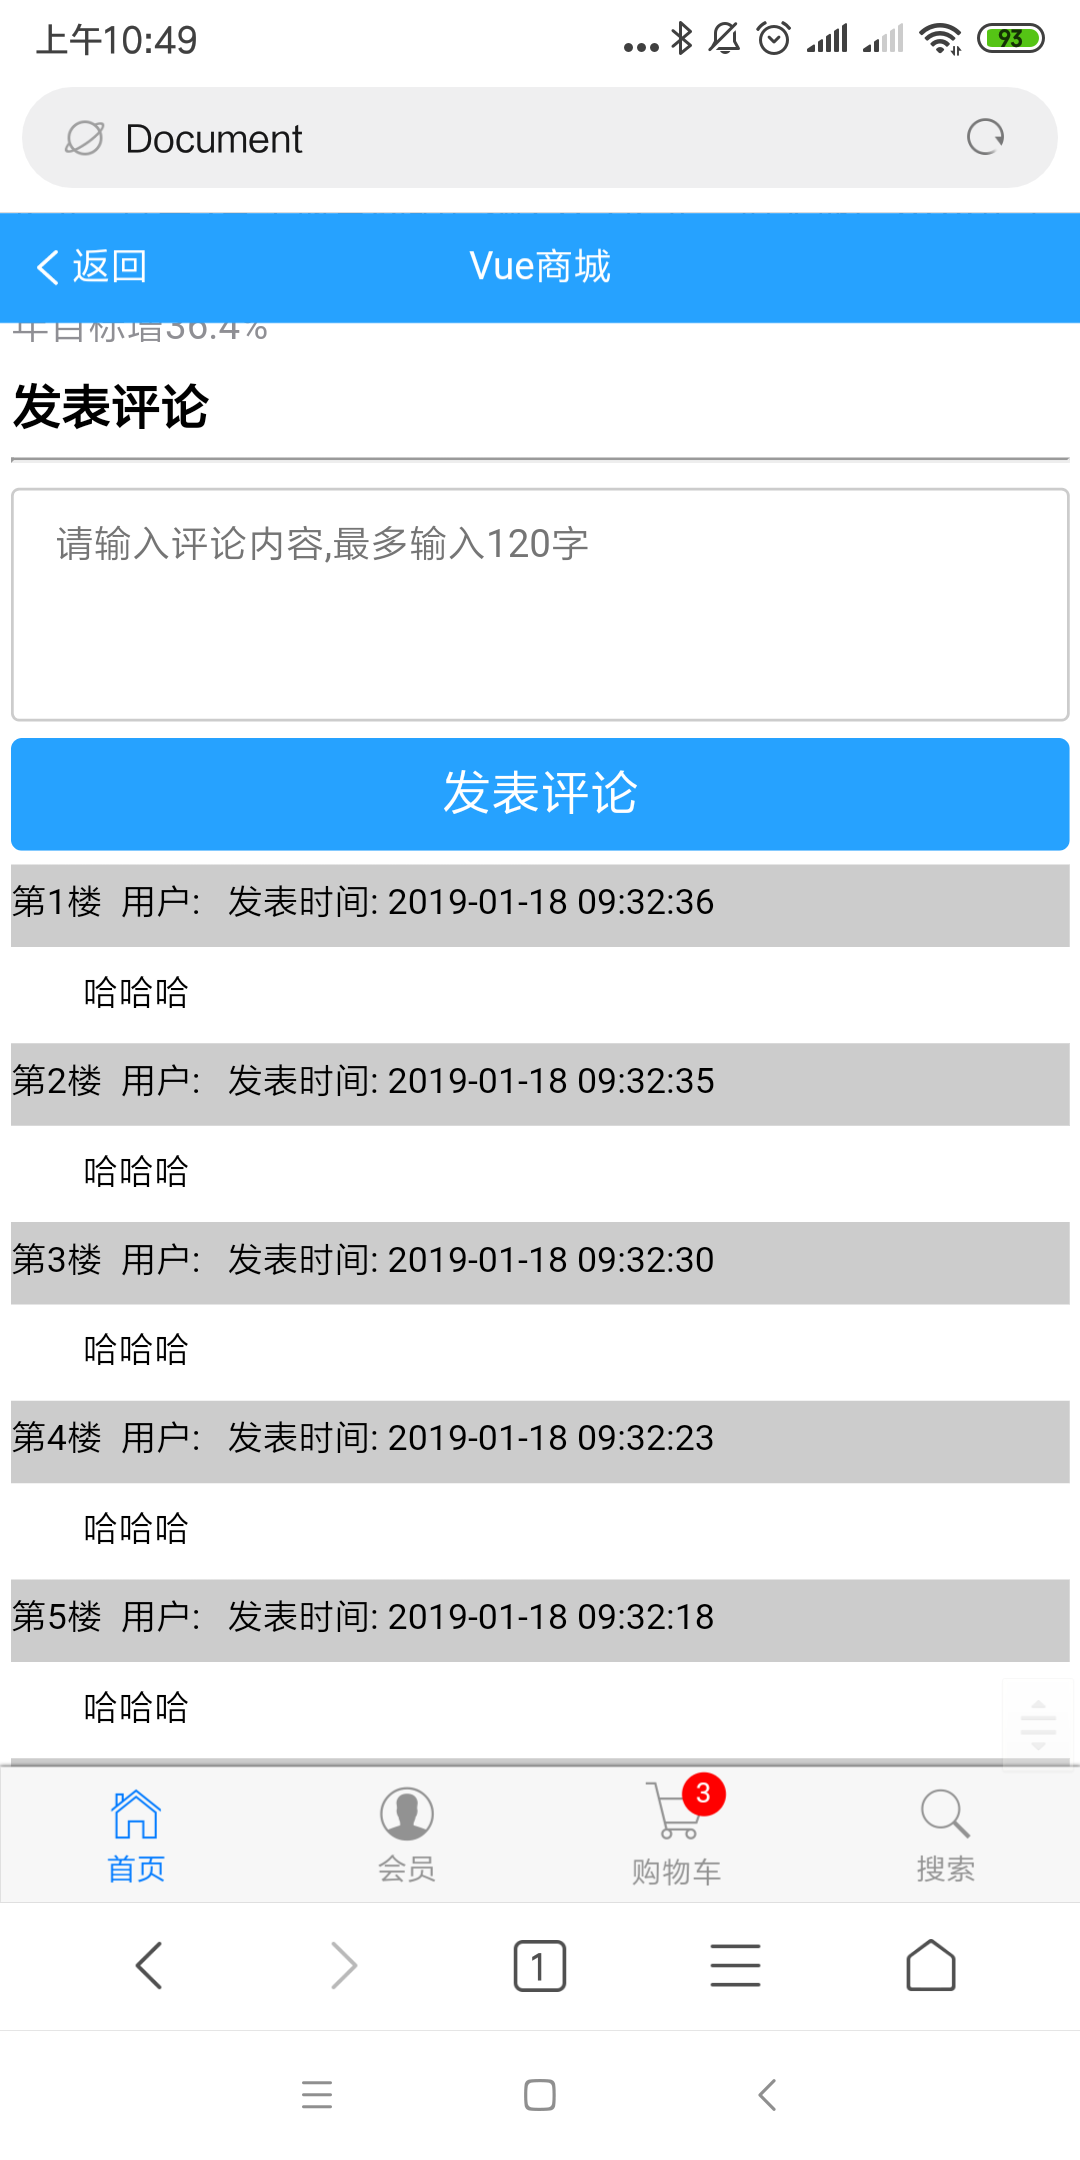 上午10:49
93
Document
返回
Vue商城
年目标增36.4%
发表评论
请输入评论内容,最多输入120字
发表评论
第1楼 用户: 发表时间: 2019-01-18 09:32:36
哈哈哈
第2楼 用户: 发表时间: 2019-01-18 09:32:35
哈哈哈
第3楼 用户: 发表时间: 2019-01-18 09:32:30
哈哈哈
第4楼 用户: 发表时间: 2019-01-18 09:32:23
哈哈哈
第5楼 用户: 发表时间: 2019-01-18 09:32:18
哈哈哈
3
首页
会员
购物车
搜索
1